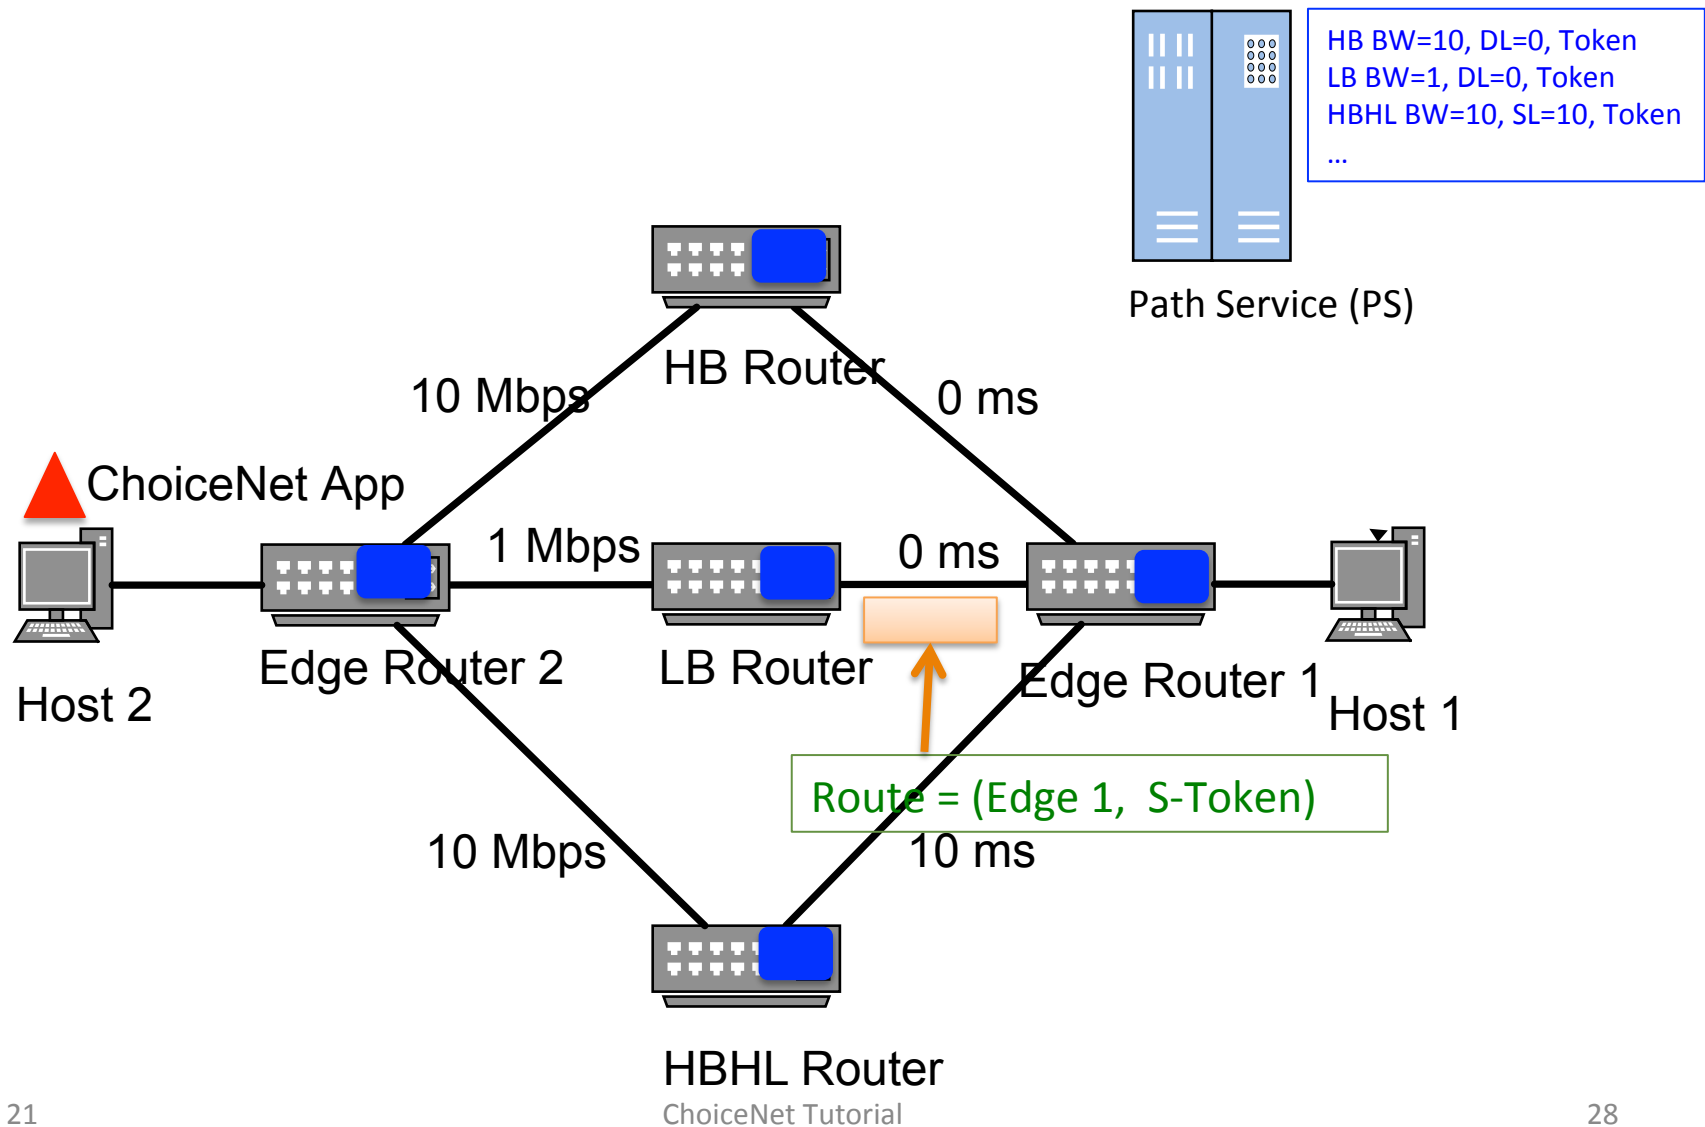 HB BW=10, DL=0, Token
LB BW=1, DL=0, Token
HBHL BW=10, SL=10, Token
…
Path Service (PS)
HB Router
10 Mbps
0 ms
ChoiceNet App
1 Mbps
0 ms
Edge Router 2
LB Router
Edge Router 1
Host 2
Host 1
Route = (Edge 1, S-Token)
10 Mbps
10 ms
HBHL Router
21
ChoiceNet Tutorial
28